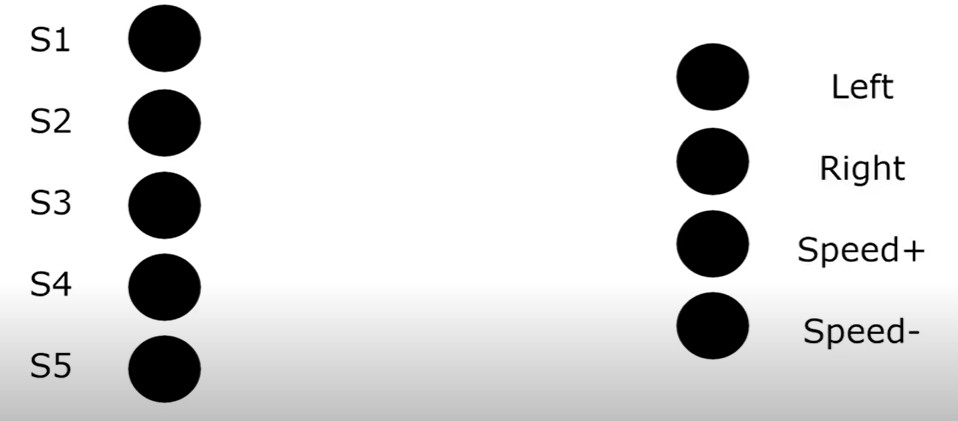 S1
S2
S3
S4
S5
Left
Right
Speed+
Speed-